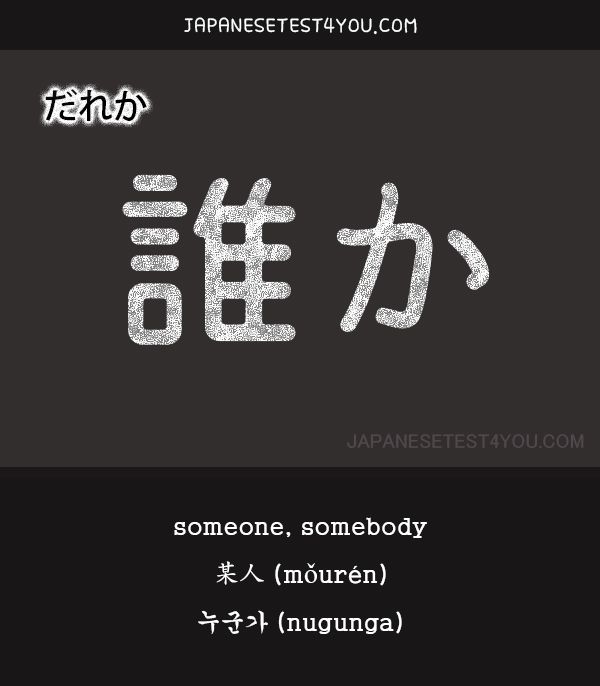 JAPANESETEST4YOU.COM
だれか
誰か
JAPANESETEST4YOU.COM
someone, somebody
某人 (mǒurén)
누군가 (nugunga)